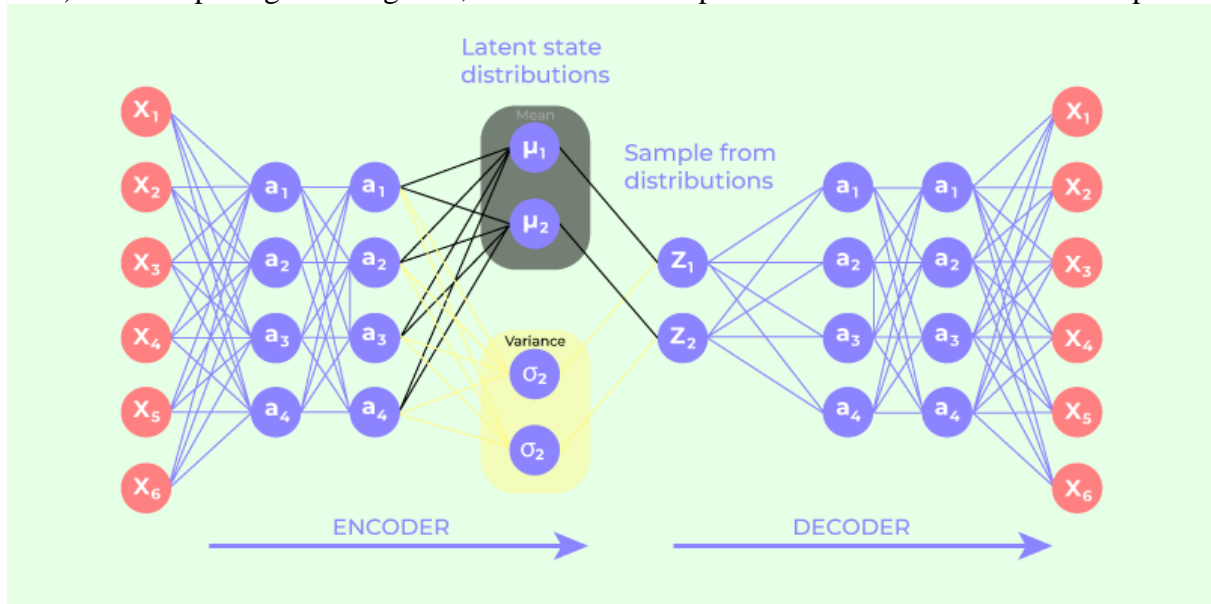 Latent state
distributions
Mean
X₁
X₂
X₃
X₄
X₅
X₆
a₁
a₂
a₃
a₄
a₁
a₂
a₃
a₄
μ₁
μ₂
Variance
σ₂
σ₂
Sample from
distributions
Z₁
Z₂
a₁
a₂
a₃
a₄
a₁
a₂
a₃
a₄
X₁
X₂
X₃
X₄
X₅
X₆
ENCODER
DECODER